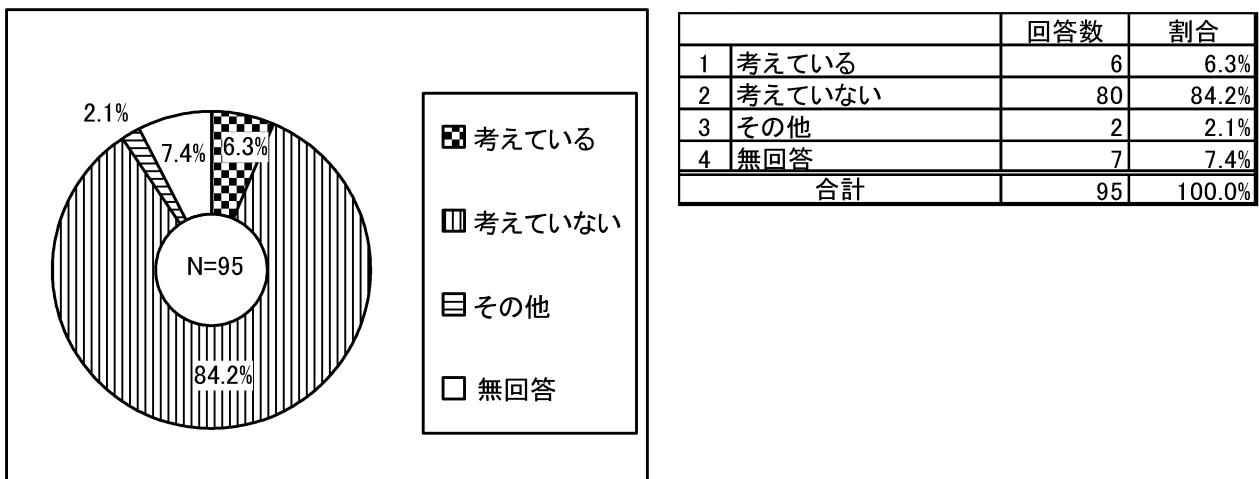 2.1%
7.4%
6.3%
N=95
84.2%
考えている
考えていない
その他
無回答
回答数 割合
1 考えている 6 6.3%
2 考えていない 80 84.2%
3 その他 2 2.1%
4 無回答 7 7.4%
合計 95 100.0%